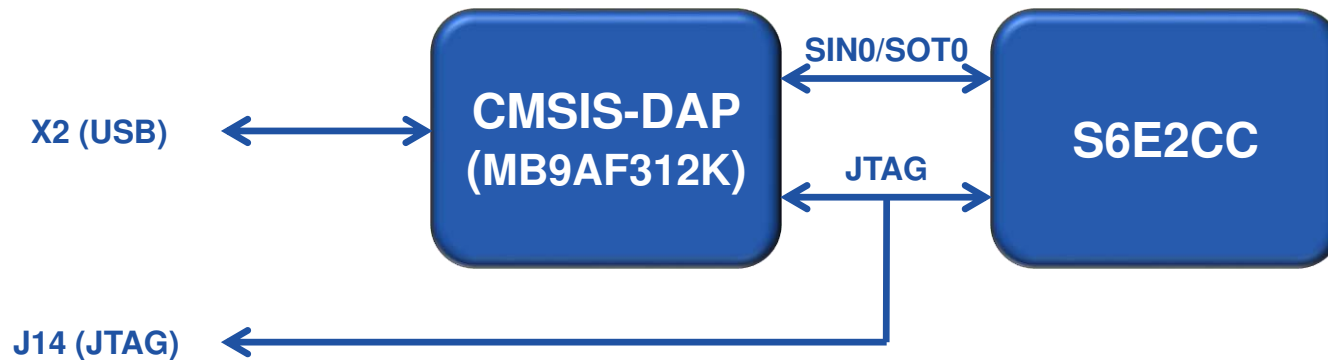 SIN0/SOT0
X2 (USB)
CMSIS-DAP
(MB9AF312K)
S6E2CC
JTAG
J14 (JTAG)